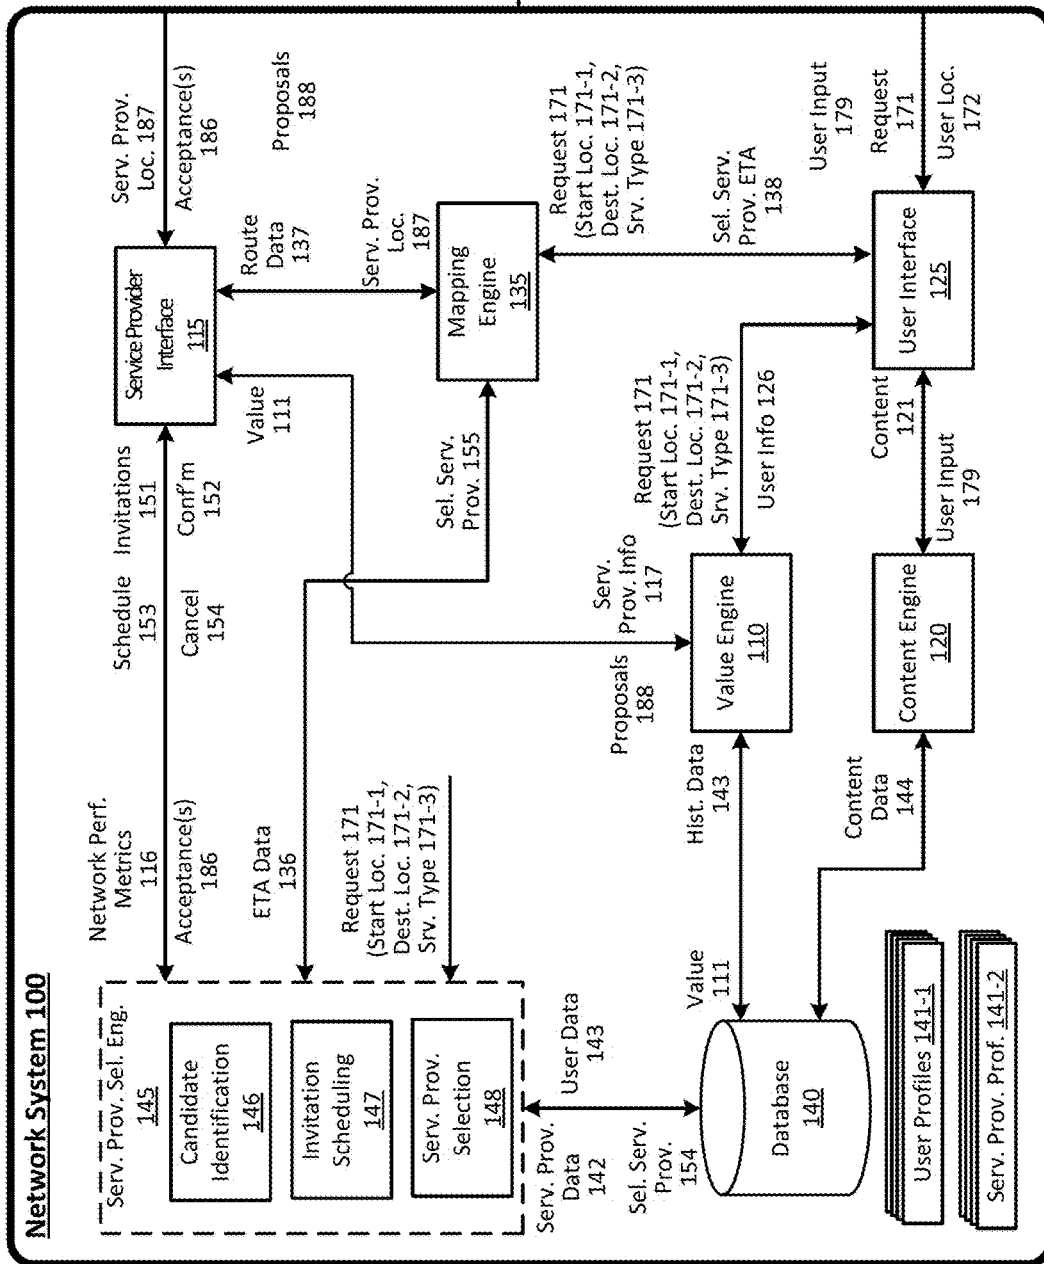 Network System 100
Serv. Prov. Sel. Eng.
145
Candidate
Identification
146
Invitation
Scheduling
147
Serv. Prov.
Selection
148
Network Perf.
Metrics
116
Acceptance(s)
186
Schedule
153
Invitations
151
Cancel
154
Conf'm
152
Service Provider
Interface
115
Serv. Prov.
Loc. 187
Acceptance(s)
186
Proposals
188
ETA Data
136
Value
111
Route
Data
137
Serv. Prov.
Loc.
187
Request 171
(Start Loc. 171-1,
Dest. Loc. 171-2,
Srv. Type 171-3)
Sel. Serv.
Prov. 155
Mapping
Engine
135
Request 171
(Start Loc. 171-1,
Dest. Loc. 171-2,
Srv. Type 171-3)
Serv. Prov.
Data
142
User Data
143
Sel. Serv.
Prov.
154
Proposals
188
Serv.
Prov. Info
117
Request 171
(Start Loc. 171-1,
Dest. Loc. 171-2,
Srv. Type 171-3)
User Info 126
Sel. Serv.
Prov. ETA
138
Value
111
Hist. Data
143
Value Engine
110
Database
140
Content
Data
144
Content Engine
120
Content
121
User Input
179
User Interface
125
User Input
179
Request
171
User Loc.
172
User Profiles 141-1
Serv. Prov. Prof. 141-2